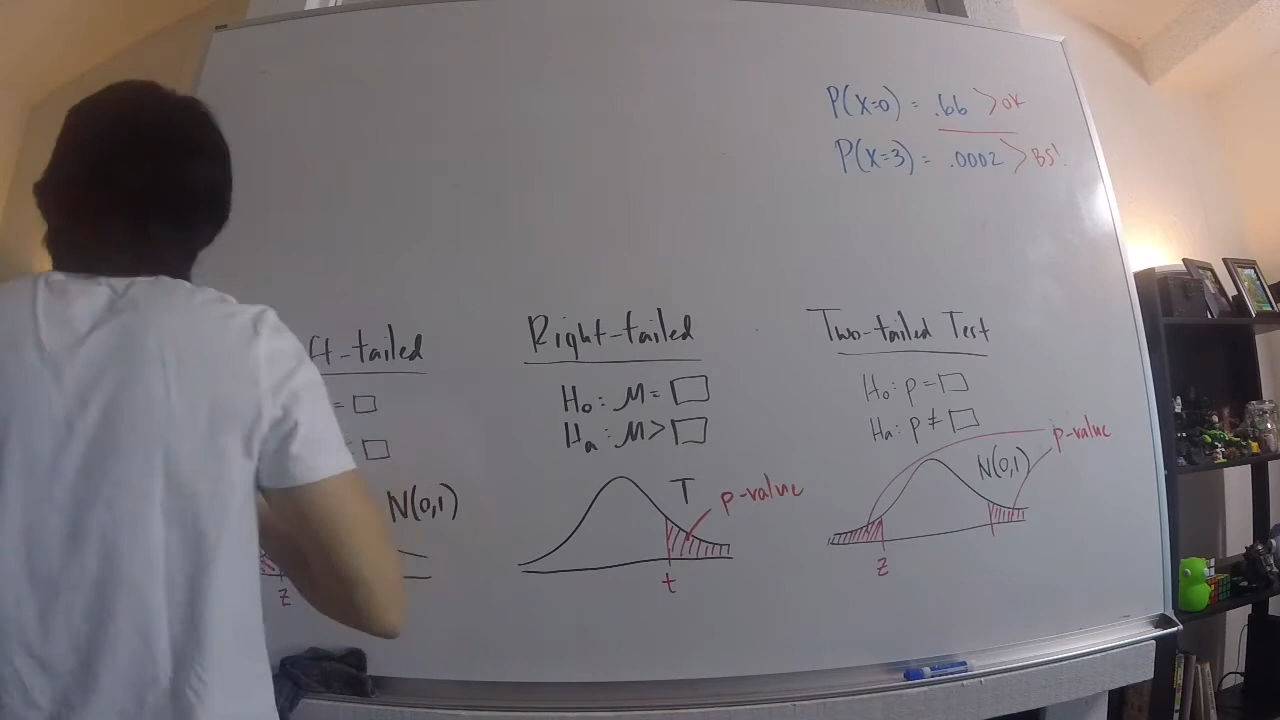 P(X=0) = .66 > OK
P(X=3) = .0002 > BS!
ft-tailed
= □
□
N(0,1)
z
Right-tailed
H₀: μ = □
Hₐ: μ > □
T
p-value
t
Two-tailed Test
H₀: p = □
Hₐ: p ≠ □
p-value
N(0,1)
z